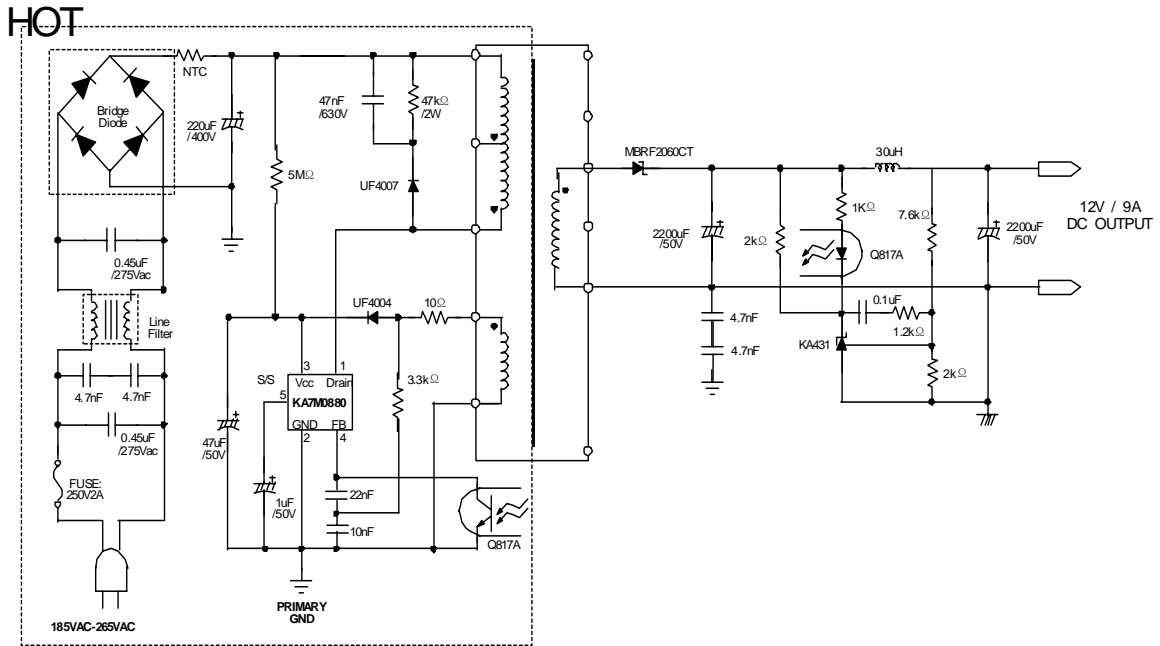 HOT
NTC
Bridge
Diode
220uF
/400V
47nF
/630V
47kΩ
/2W
5MΩ
UF4007
0.45uF
/275Vac
Line
Filter
4.7nF
4.7nF
0.45uF
/275Vac
FUSE:
250V2A
185VAC-265VAC
UF4004
10Ω
3.3kΩ
S/S
3
1
Vcc
Drain
5
KA7M0880
GND
FB
2
4
47uF
/50V
1uF
/50V
22nF
10nF
Q817A
PRIMARY
GND
MBRF2060CT
30uH
2200uF
/50V
2kΩ
1KΩ
7.6kΩ
Q817A
2200uF
/50V
12V / 9A
DC OUTPUT
4.7nF
4.7nF
0.1uF
1.2kΩ
KA431
2kΩ